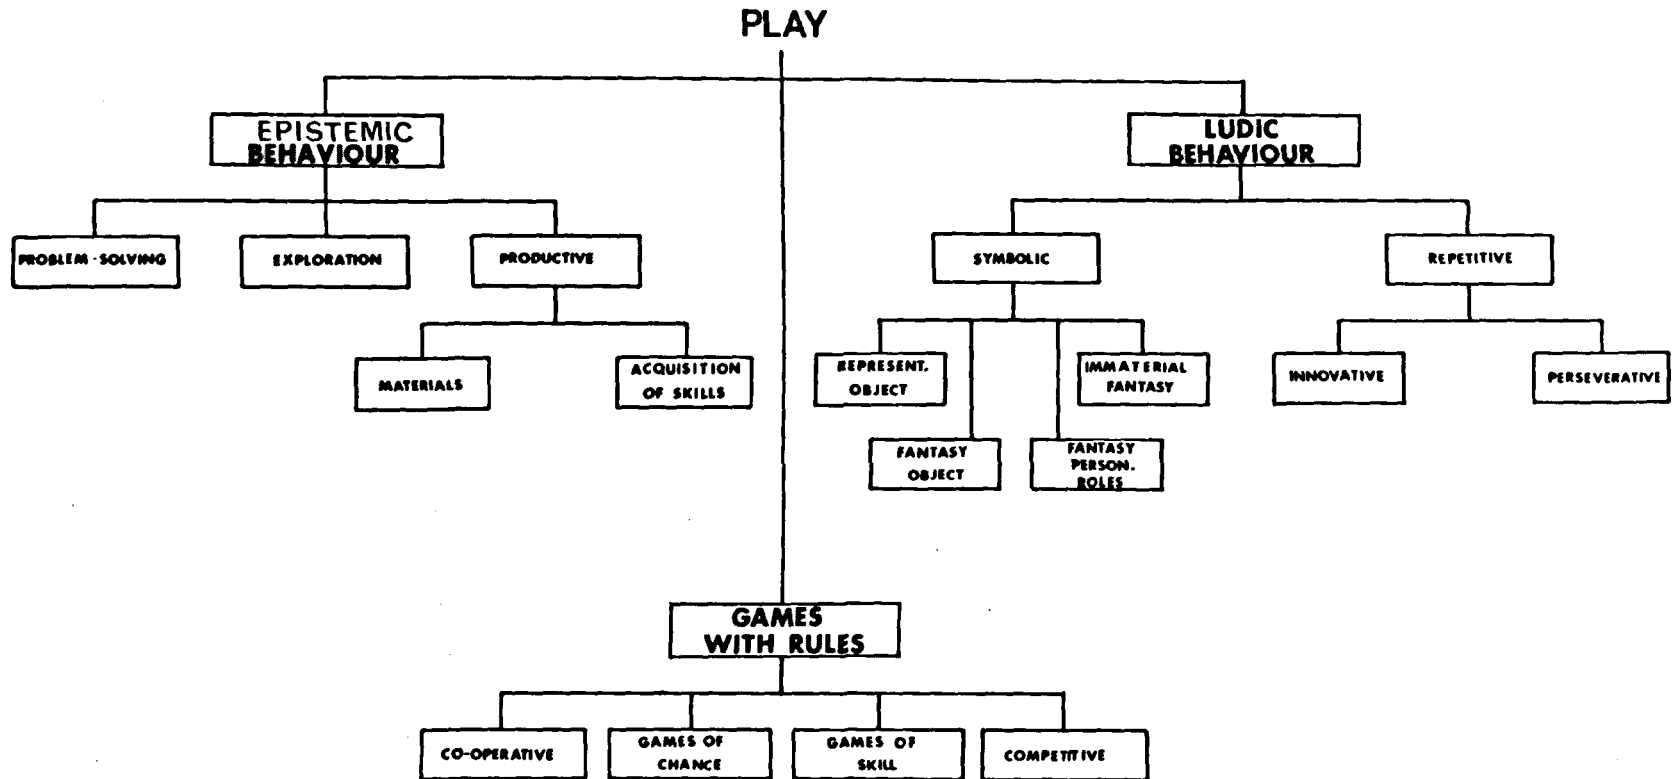 PLAY
EPISTEMIC
BEHAVIOUR
LUDIC
BEHAVIOUR
PROBLEM-SOLVING
EXPLORATION
PRODUCTIVE
SYMBOLIC
REPETITIVE
MATERIALS
ACQUISITION
OF SKILLS
REPRESENT.
OBJECT
IMMATERIAL
FANTASY
INNOVATIVE
PERSEVERATIVE
FANTASY
OBJECT
FANTASY
PERSON.
ROLES
GAMES
WITH RULES
CO-OPERATIVE
GAMES OF
CHANCE
GAMES OF
SKILL
COMPETITIVE